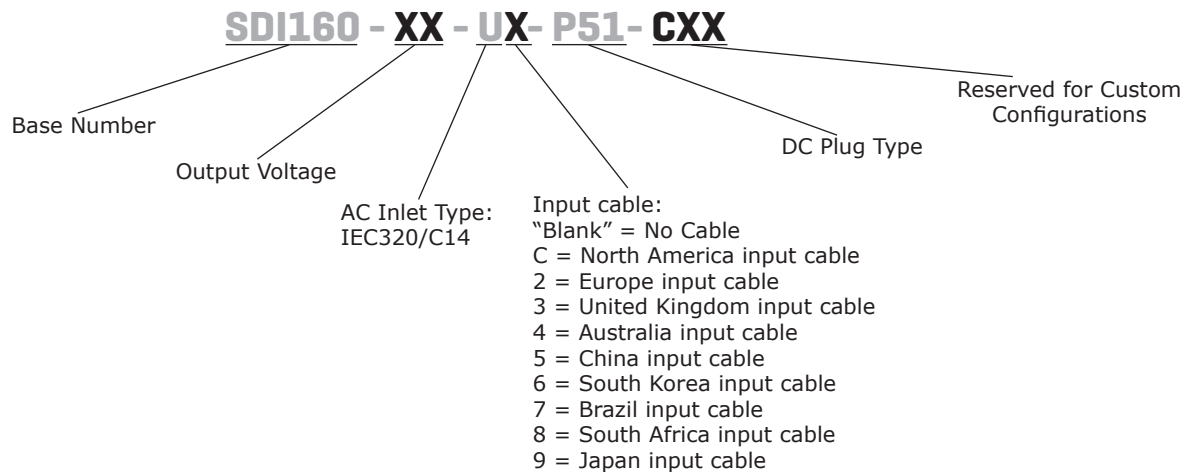 SDI160 - XX - UX- P51- CXX
Base Number
Output Voltage
AC Inlet Type:
IEC320/C14
Input cable:
“Blank” = No Cable
C = North America input cable
2 = Europe input cable
3 = United Kingdom input cable
4 = Australia input cable
5 = China input cable
6 = South Korea input cable
7 = Brazil input cable
8 = South Africa input cable
9 = Japan input cable
DC Plug Type
Reserved for Custom
Configurations